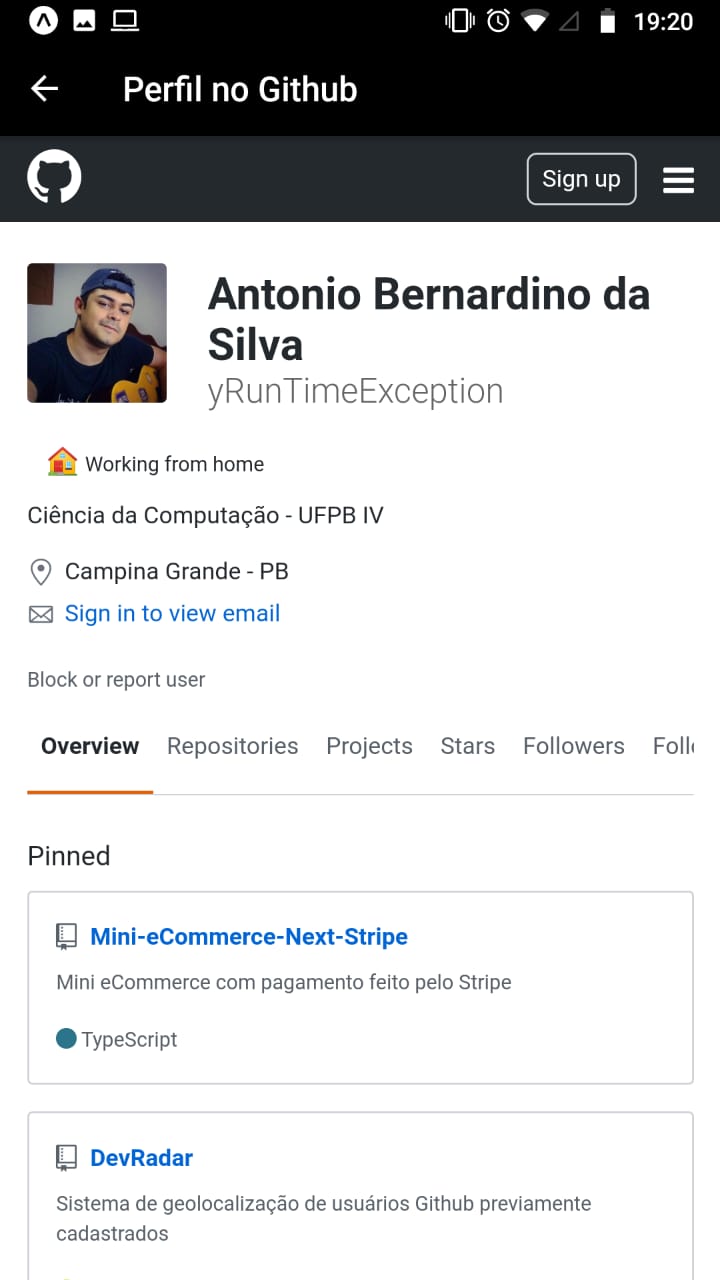 19:20
Perfil no Github
Sign up
Antonio Bernardino da
Silva
yRunTimeException
Working from home
Ciência da Computação - UFPB IV
Campina Grande - PB
Sign in to view email
Block or report user
Overview Repositories Projects Stars Followers Foll
Pinned
Mini-eCommerce-Next-Stripe
Mini eCommerce com pagamento feito pelo Stripe
TypeScript
DevRadar
Sistema de geolocalização de usuários Github previamente
cadastrados